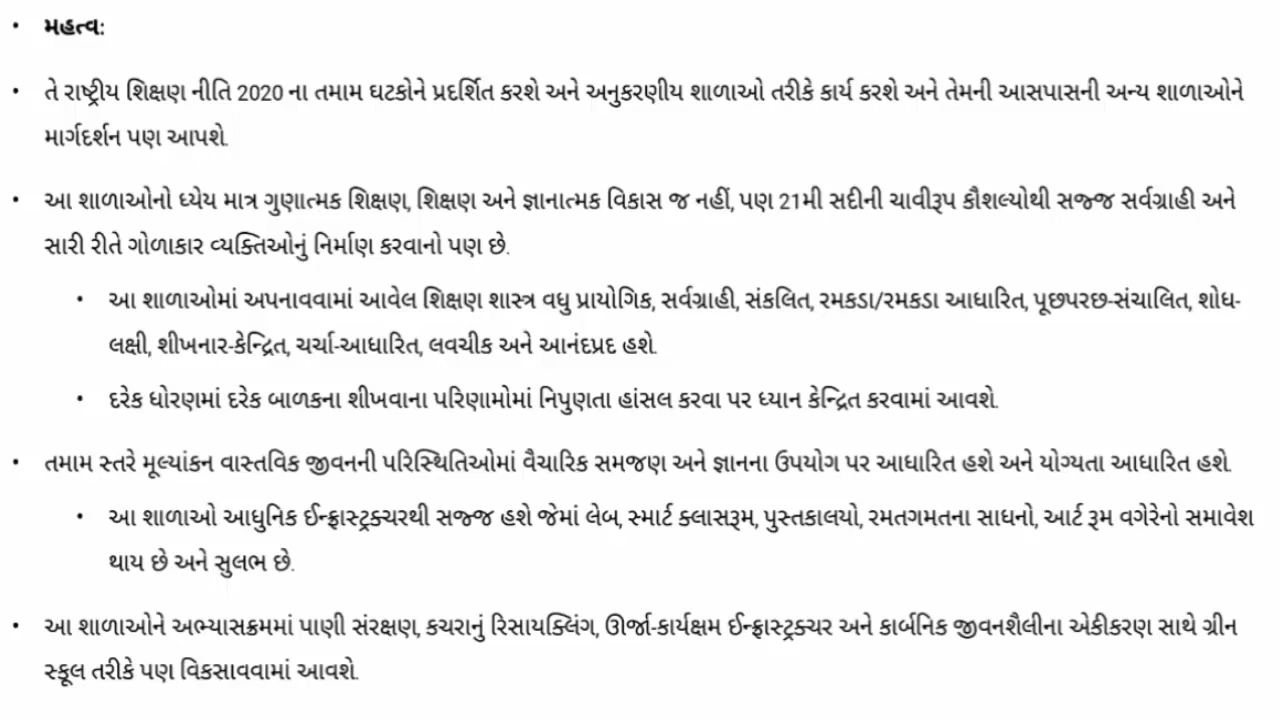 • મહત્વ:
• તે રાષ્ટ્રીય શિક્ષણ નીતિ 2020 ના તમામ ઘટકોને પ્રદર્શિત કરશે અને અનુકરણીય શાળાઓ તરીકે કાર્ય કરશે અને તેમની આસપાસની અન્ય શાળાઓને
માર્ગદર્શન પણ આપશે.
• આ શાળાઓનો ધ્યેય માત્ર ગુણાત્મક શિક્ષણ, શિક્ષણ અને જ્ઞાનાત્મક વિકાસ જ નહીં, પણ 21મી સદીની ચાવીરૂપ કૌશલ્યોથી સજ્જ સર્વગ્રાહી અને
સારી રીતે ગોળાકાર વ્યક્તિઓનું નિર્માણ કરવાનો પણ છે.
• આ શાળાઓમાં અપનાવવામાં આવેલ શિક્ષણ શાસ્ત્ર વધુ પ્રાયોગિક, સર્વગ્રાહી, સંકલિત, રમકડા/રમકડા આધારિત, પૂછપરછ-સંચાલિત, શોધ-
લક્ષી, શીખનાર-કેન્દ્રિત, ચર્ચા-આધારિત, લવચીક અને આનંદપ્રદ હશે.
• દરેક ધોરણમાં દરેક બાળકના શીખવાના પરિણામોમાં નિપુણતા હાંસલ કરવા પર ધ્યાન કેન્દ્રિત કરવામાં આવશે.
• તમામ સ્તરે મૂલ્યાંકન વાસ્તવિક જીવનની પરિસ્થિતિઓમાં વૈચારિક સમજણ અને જ્ઞાનના ઉપયોગ પર આધારિત હશે અને યોગ્યતા આધારિત હશે.
• આ શાળાઓ આધુનિક ઈન્ફ્રાસ્ટ્રક્ચરથી સજ્જ હશે જેમાં લેબ, સ્માર્ટ ક્લાસરૂમ, પુસ્તકાલયો, રમતગમતના સાધનો, આર્ટ રૂમ વગેરેનો સમાવેશ
થાય છે અને સુલભ છે.
• આ શાળાઓને અભ્યાસક્રમમાં પાણી સંરક્ષણ, કચરાનું રિસાયક્લિંગ, ઊર્જા-કાર્યક્ષમ ઈન્ફ્રાસ્ટ્રક્ચર અને કાર્બનિક જીવનશૈલીના એકીકરણ સાથે ગ્રીન
સ્કૂલ તરીકે પણ વિકસાવવામાં આવશે.